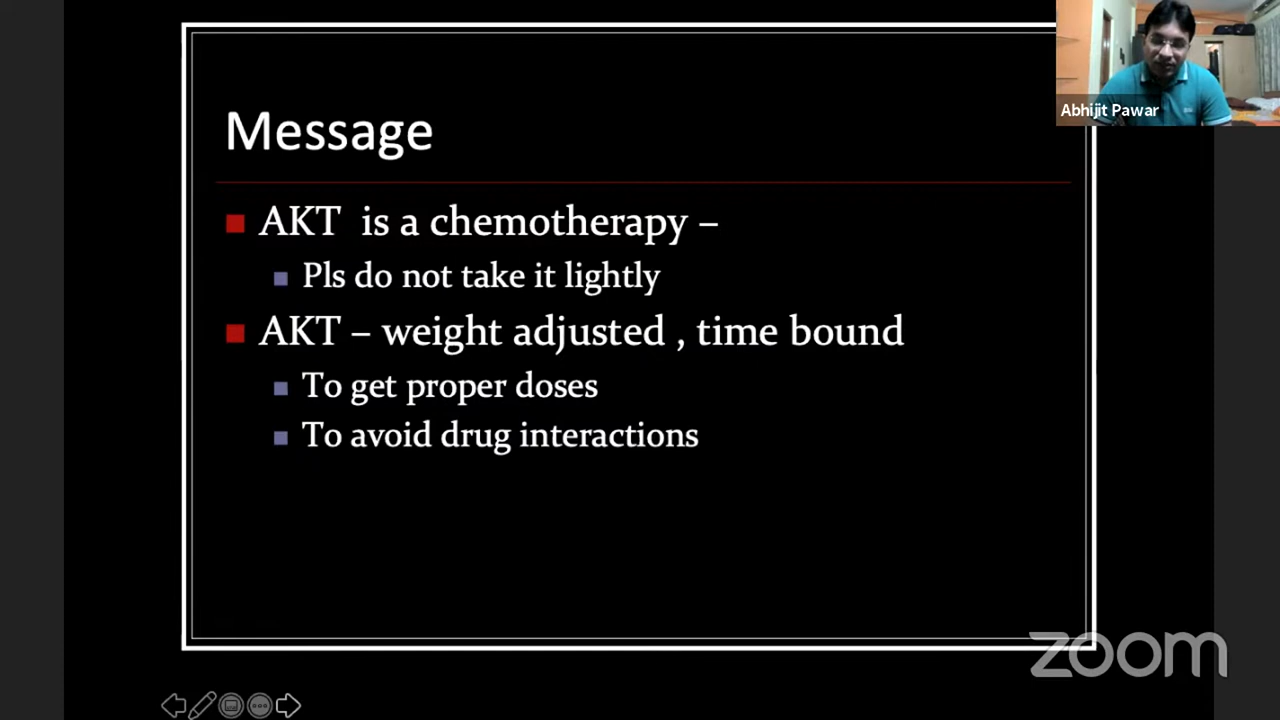 Message
AKT is a chemotherapy –
Pls do not take it lightly
AKT – weight adjusted , time bound
To get proper doses
To avoid drug interactions
Abhijit Pawar
zoom